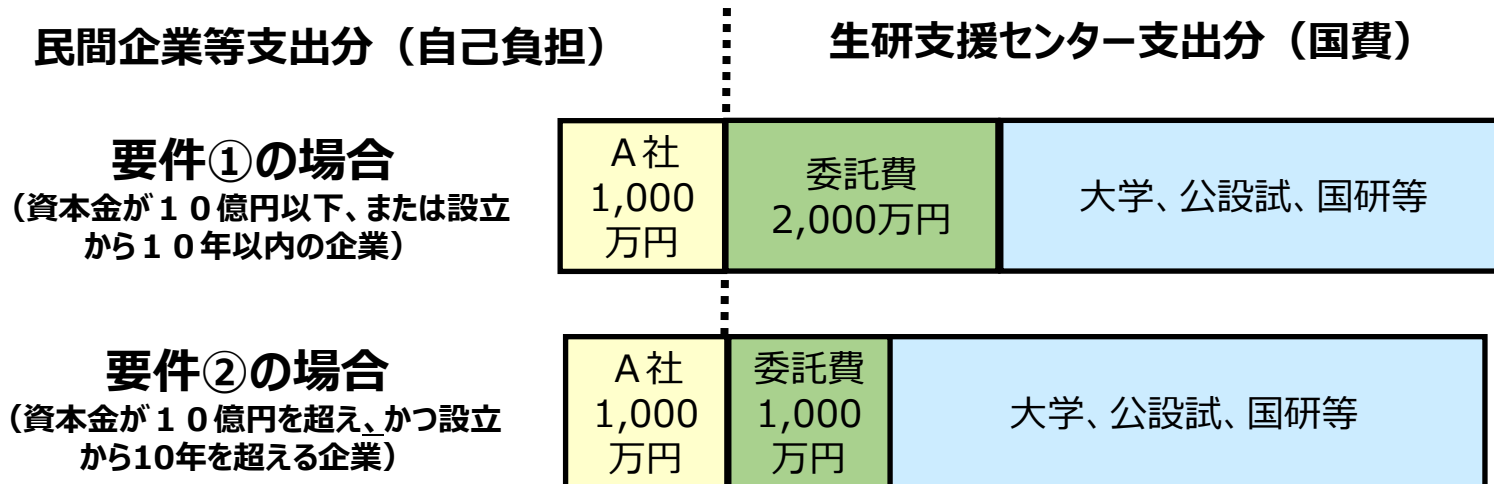 民間企業等支出分（自己負担）
生研支援センター支出分（国費）
要件①の場合
（資本金が１０億円以下、または設立
から１０年以内の企業）
Ａ社
1,000
万円
委託費
2,000万円
大学、公設試、国研等
要件②の場合
（資本金が１０億円を超え、かつ設立
から10年を超える企業）
Ａ社
1,000
万円
委託費
1,000
万円
大学、公設試、国研等